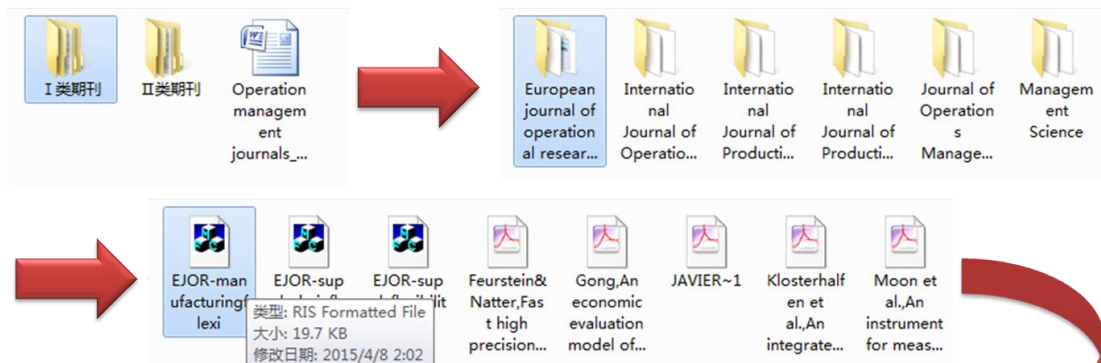 I类期刊
II类期刊
Operation
managem
ent
journals_...
European
journal of
operation
al resear...
Internatio
nal
Journal of
Operatio...
Internatio
nal
Journal of
Producti...
Internatio
nal
Journal of
Producti...
Journal of
Operation
s
Manage...
Managem
ent
Science
EJOR-man
ufacturingf
lexi
EJOR-sup
EJOR-sup
类型: RIS Formatted File
大小: 19.7 KB
修改日期: 2015/4/8 2:02
Feurstein&
Natter,Fas
t high
precision...
Gong,An
economic
evaluation
model of...
JAVIER~1
Klosterhalf
en et
al.,An
integrate...
Moon et
al.,An
instrument
for meas...